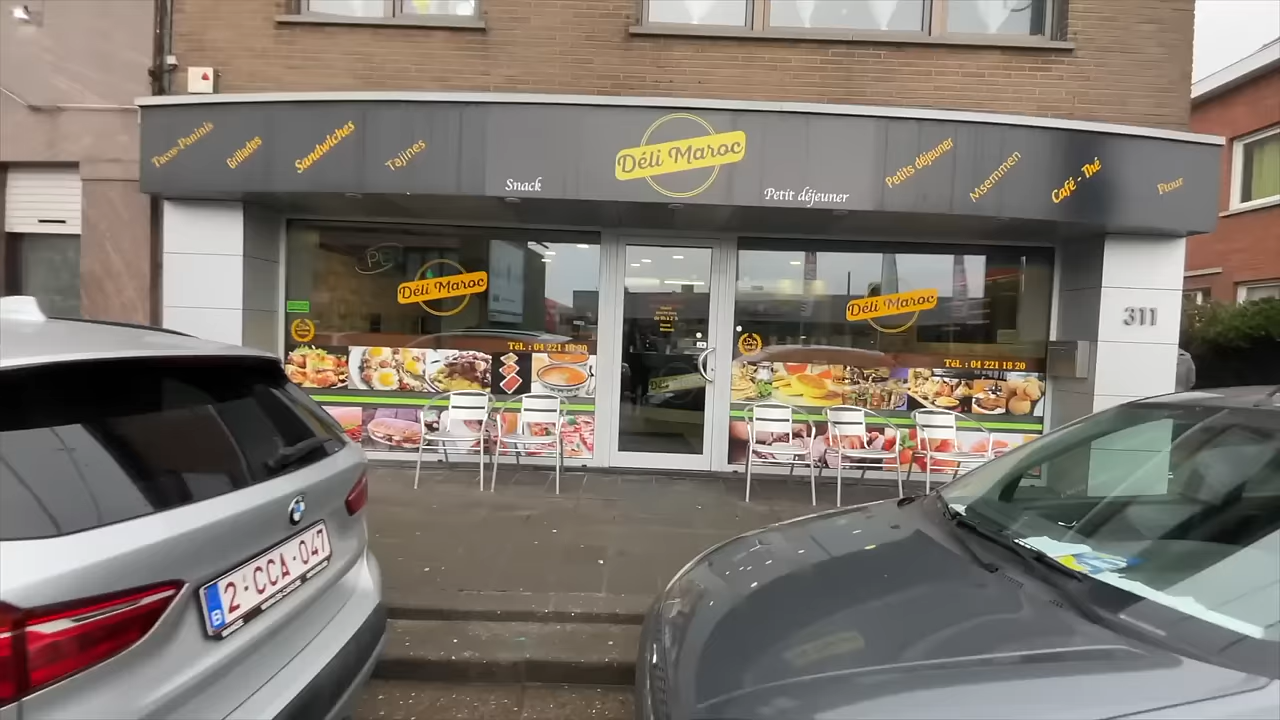 Tacos-Paninis
Grillades
Sandwiches
Tajines
Snack
Déli Maroc
Petit déjeuner
Petits déjeuner
Msemmen
Café - Thé
Ftour
Déli Maroc
Déli Maroc
311
Tél. : 04 221 18 20
Tél. : 04 221 18 20
2-CCA-047
B